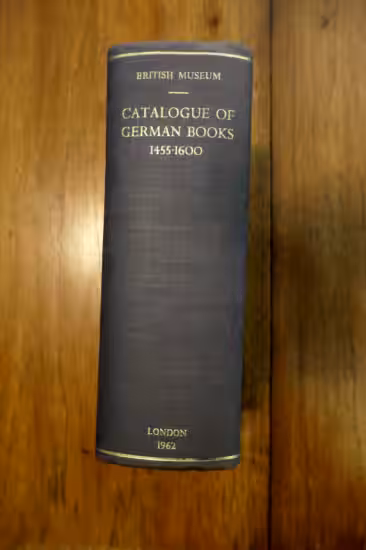 BRITISH MUSEUM
CATALOGUE OF
GERMAN BOOKS
1455-1600
LONDON
1962